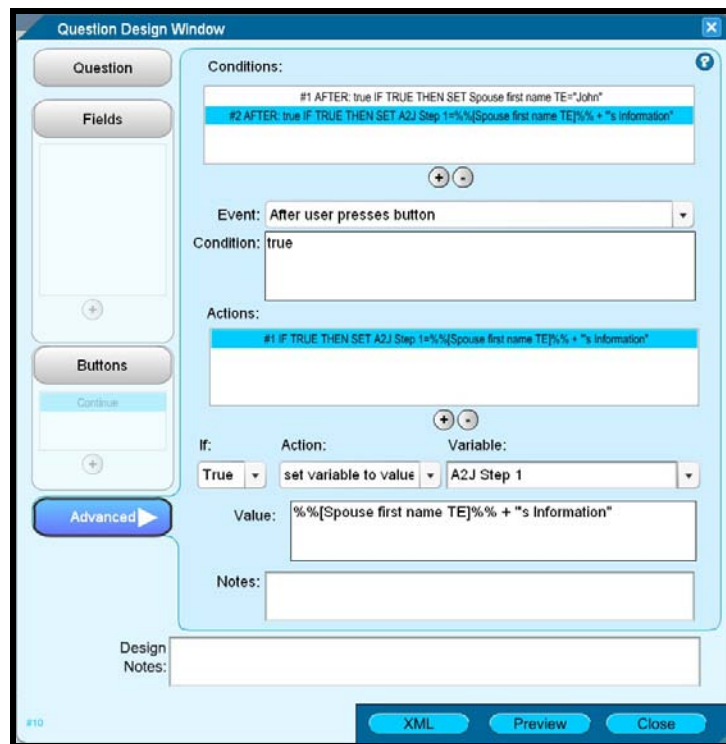 Question Design Window
Question
Fields
Buttons
Continue
Advanced
Conditions:
#1 AFTER: true IF TRUE THEN SET Spouse first name TE="John"
#2 AFTER: true IF TRUE THEN SET A2J Step 1=%%[Spouse first name TE]%% + "'s Information"
Event: After user presses button
Condition: true
Actions:
#1 IF TRUE THEN SET A2J Step 1=%%[Spouse first name TE]%% + "'s Information"
If: Action: Variable:
True set variable to value A2J Step 1
Value: %%[Spouse first name TE]%% + "'s Information"
Notes:
Design
Notes:
#10
XML Preview Close